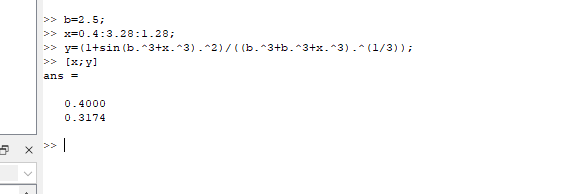 >> b=2.5;
>> x=0.4:3.28:1.28;
>> y=(1+sin(b.^3+x.^3).^2)/((b.^3+b.^3+x.^3).^(1/3));
>> [x;y]
ans =
0.4000
0.3174
>>